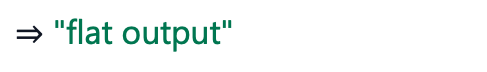 ⇒ "flat output"